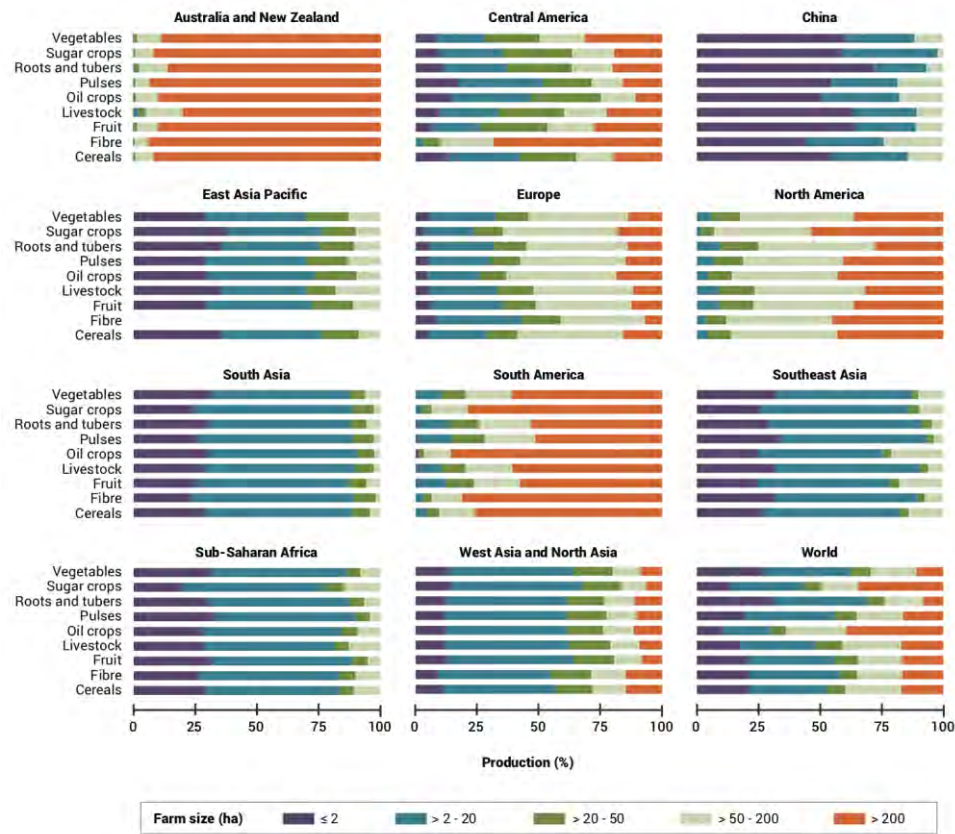 Australia and New Zealand
Central America
China
Vegetables
Sugar crops
Roots and tubers
Pulses
Oil crops
Livestock
Fruit
Fibre
Cereals
East Asia Pacific
Europe
North America
Vegetables
Sugar crops
Roots and tubers
Pulses
Oil crops
Livestock
Fruit
Fibre
Cereals
South Asia
South America
Southeast Asia
Vegetables
Sugar crops
Roots and tubers
Pulses
Oil crops
Livestock
Fruit
Fibre
Cereals
Sub-Saharan Africa
West Asia and North Asia
World
Vegetables
Sugar crops
Roots and tubers
Pulses
Oil crops
Livestock
Fruit
Fibre
Cereals
0 25 50 75 100 0 25 50 75 100 0 25 50 75 100
Production (%)
Farm size (ha) ≤ 2 > 2 - 20 > 20 - 50 > 50 - 200 > 200